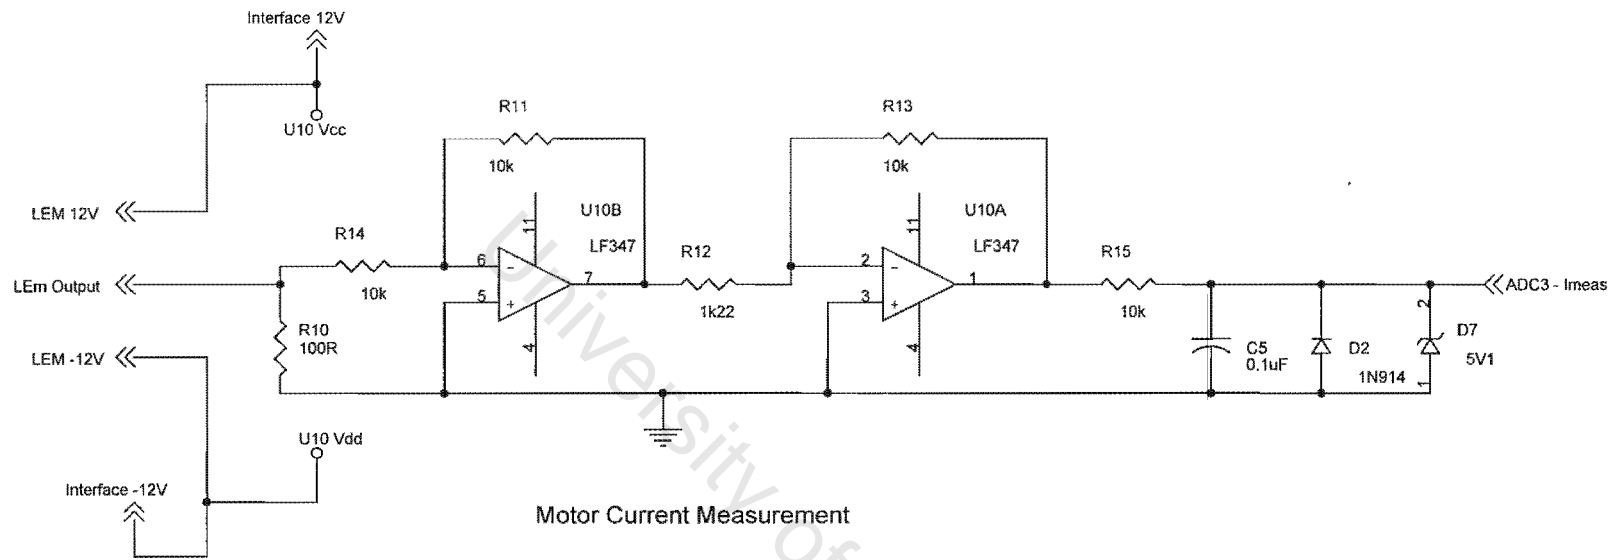 Interface 12V
U10 Vcc
R11
10k
R13
10k
LEM 12V
11
U10B
LF347
11
U10A
LF347
R14
10k
6
5
7
R12
1k22
2
3
1
R15
10k
LEm Output
ADC3 - Imeas
R10
100R
4
4
LEM -12V
C5
0.1uF
D2
1N914
2
D7
5V1
1
U10 Vdd
Interface -12V
Motor Current Measurement
University of